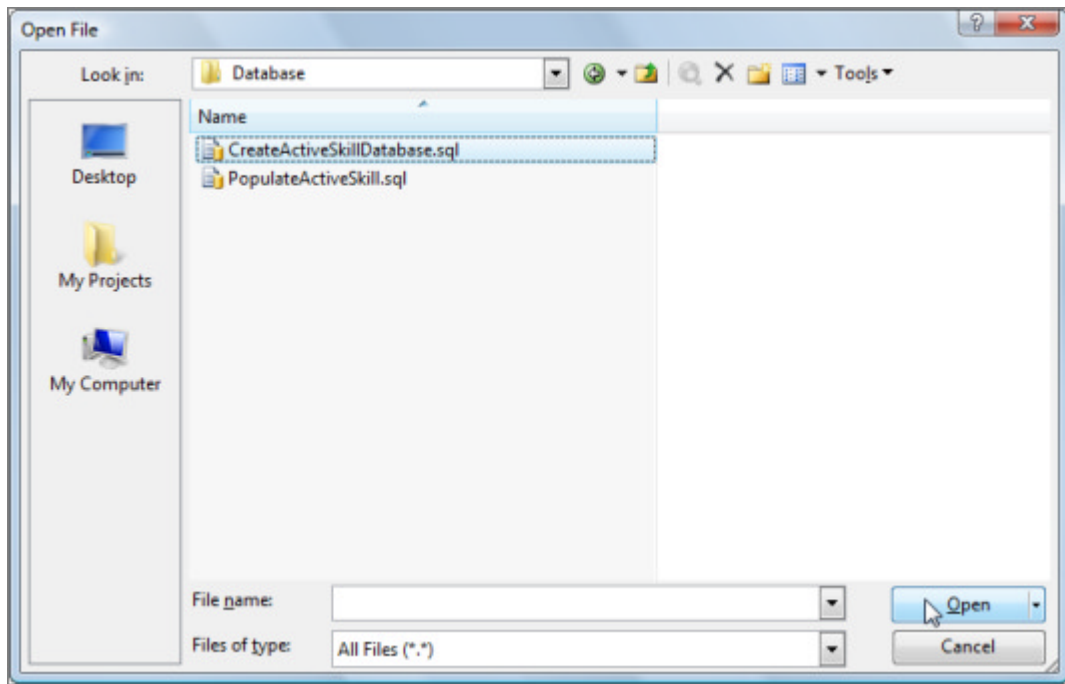 Open File
Look in: Database Tools
Name
CreateActiveSkillDatabase.sql
PopulateActiveSkill.sql
Desktop
My Projects
My Computer
File name: Open
Files of type: All Files (*.*) Cancel